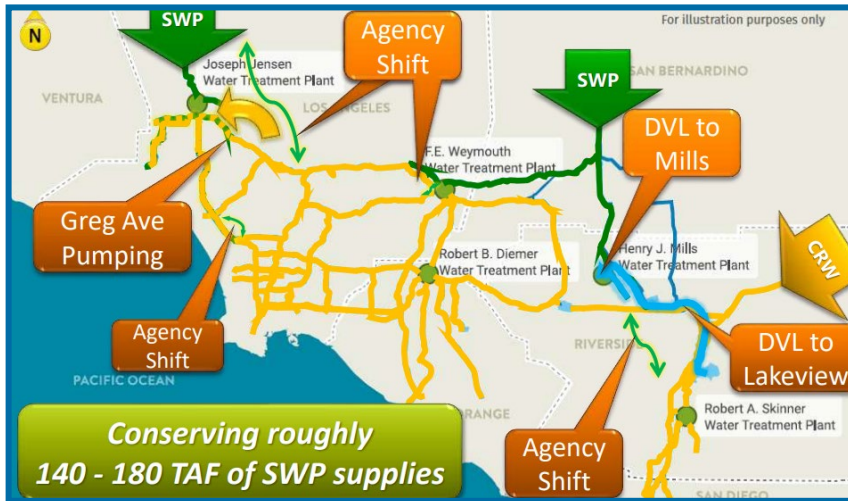 SWP
For illustration purposes only
N
Joseph Jensen
Water Treatment Plant
Agency
Shift
SWP
SAN BERNARDINO
VENTURA
LOS ANGELES
DVL to
Mills
F.E. Weymouth
Water Treatment Plant
Greg Ave
Pumping
Robert B. Diemer
Water Treatment Plant
Henry J. Mills
Water Treatment Plant
CRW
Agency
Shift
RIVERSIDE
DVL to
Lakeview
PACIFIC OCEAN
ORANGE
Robert A. Skinner
Water Treatment Plant
Conserving roughly
140 - 180 TAF of SWP supplies
Agency
Shift
SAN DIEGO